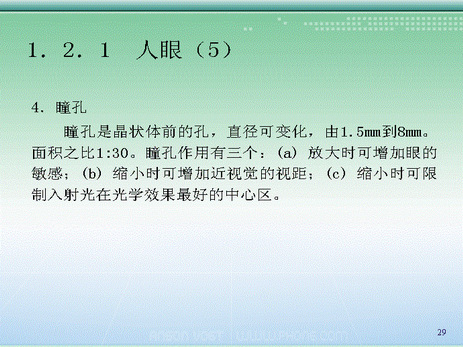 1．2．1　人眼（5）
4．瞳孔
瞳孔是晶状体前的孔，直径可变化，由1.5mm到8mm。
面积之比1:30。瞳孔作用有三个：(a) 放大时可增加眼的
敏感；(b) 缩小时可增加近视觉的视距；(c) 缩小时可限
制入射光在光学效果最好的中心区。
29